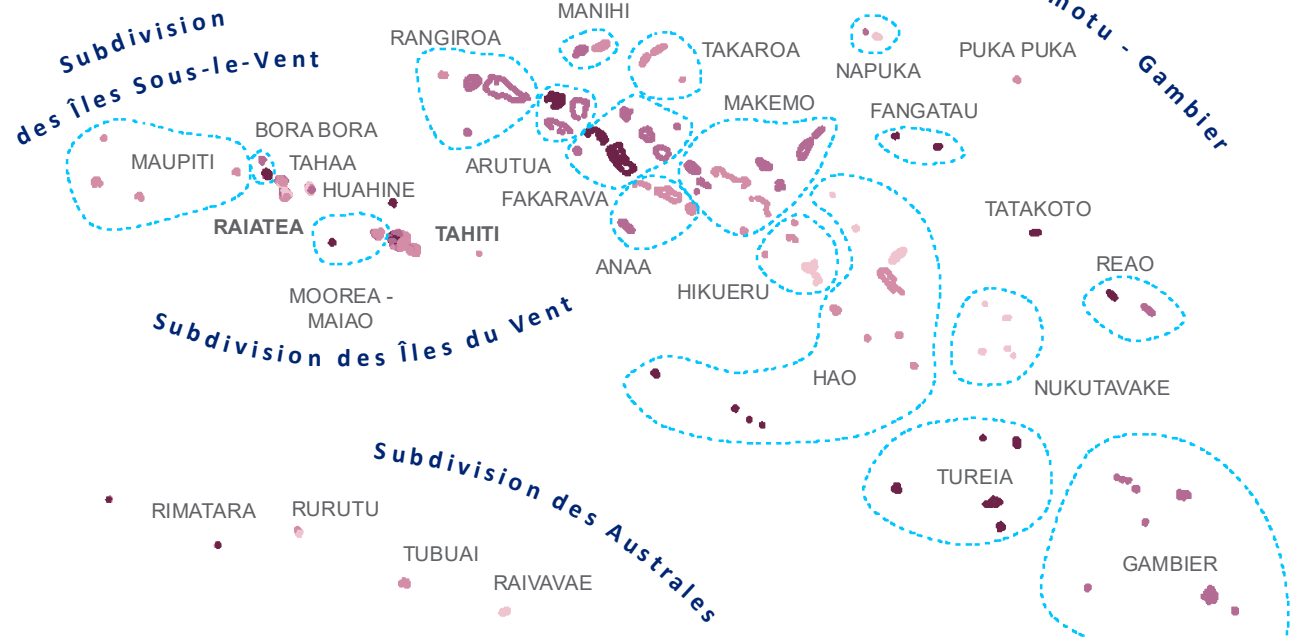 MANIHI
Subdivision
des Îles Sous-le-Vent
RANGIROA
TAKAROA
NAPUKA
PUKA PUKA
- Gambier
MAKEMO
FANGATAU
BORA BORA
MAUPITI
TAHAA
ARUTUA
HUAHINE
FAKARAVA
RAIATEA
TAHITI
TATAKOTO
ANAA
REAO
HIKUERU
MOOREA -
MAIAO
Subdivision des Îles du Vent
HAO
NUKUTAVAKE
Subdivision des Australes
TUREIA
RIMATARA
RURUTU
TUBUAI
GAMBIER
RAIVAVAE